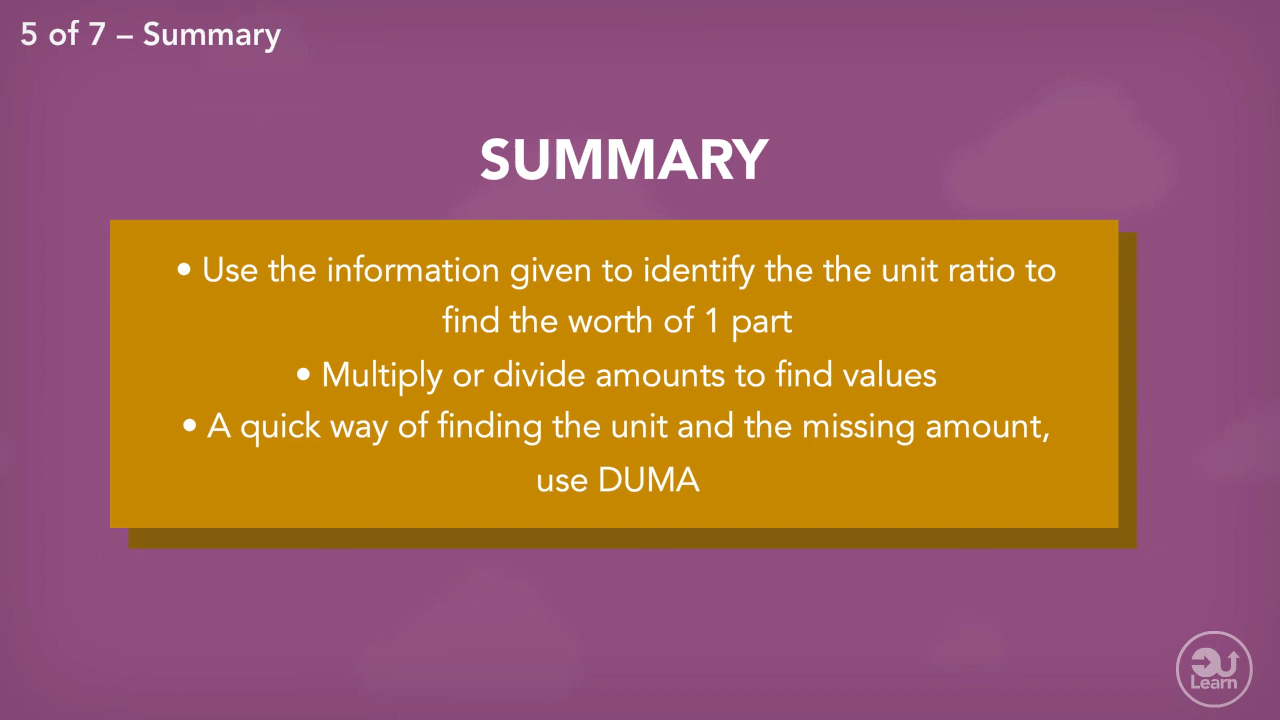 5 of 7 – Summary
SUMMARY
• Use the information given to identify the the unit ratio to
find the worth of 1 part
• Multiply or divide amounts to find values
• A quick way of finding the unit and the missing amount,
use DUMA
Learn